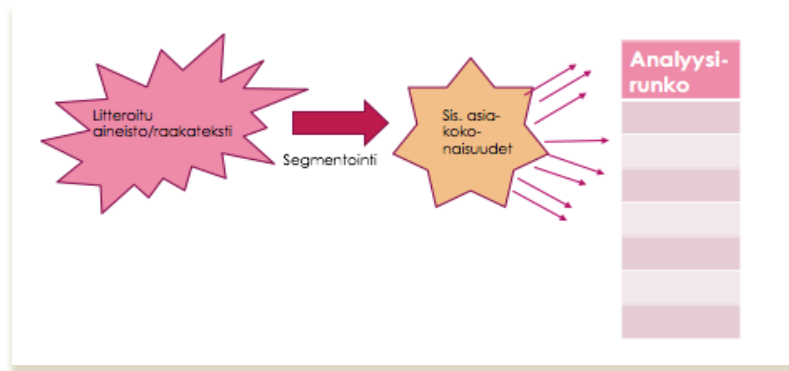 Litteroitu
aineisto/raakateksti
Segmentointi
Sis. asia-
koko-
naisuudet
Analyysi-
runko